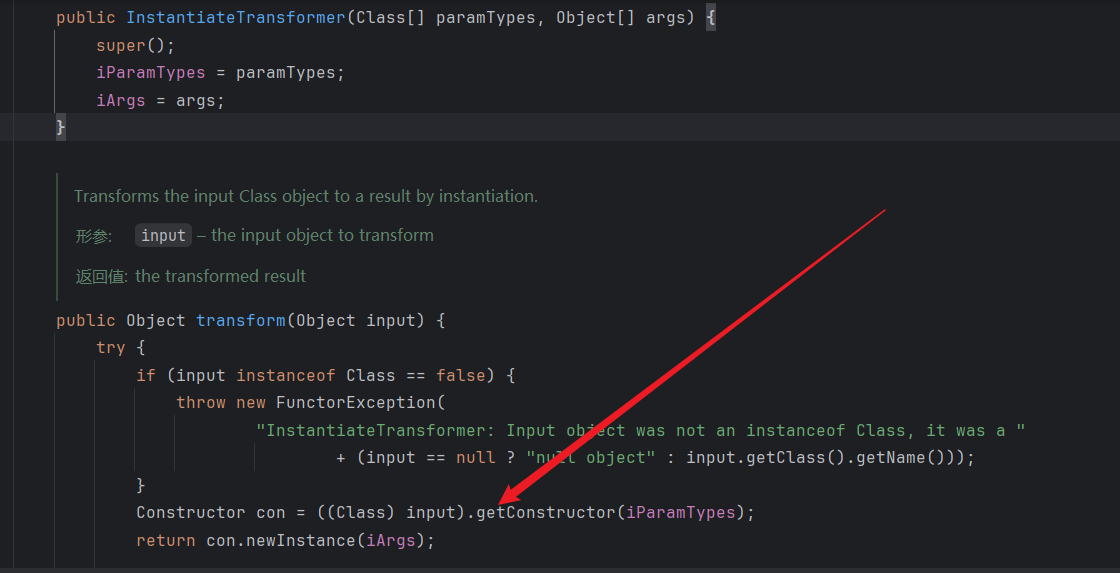 public InstantiateTransformer(Class[] paramTypes, Object[] args) {
super();
iParamTypes = paramTypes;
iArgs = args;
}
Transforms the input Class object to a result by instantiation.
形参: input – the input object to transform
返回值: the transformed result
public Object transform(Object input) {
try {
if (input instanceof Class == false) {
throw new FunctorException(
"InstantiateTransformer: Input object was not an instanceof Class, it was a "
+ (input == null ? "null object" : input.getClass().getName()));
}
Constructor con = ((Class) input).getConstructor(iParamTypes);
return con.newInstance(iArgs);